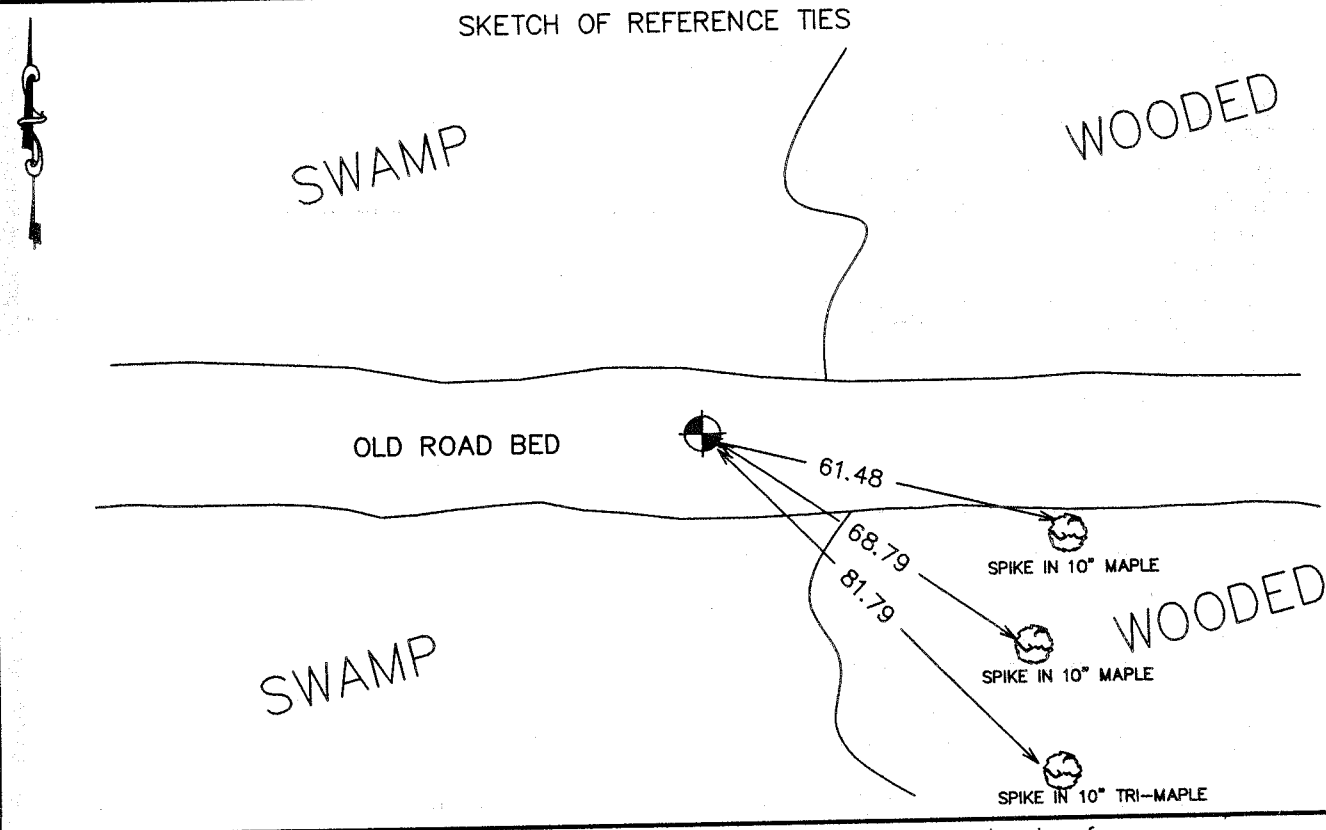 SKETCH OF REFERENCE TIES
SWAMP
WOODED
OLD ROAD BED
61.48
68.79
81.79
SPIKE IN 10" MAPLE
WOODED
SPIKE IN 10" MAPLE
SWAMP
SPIKE IN 10" TRI-MAPLE